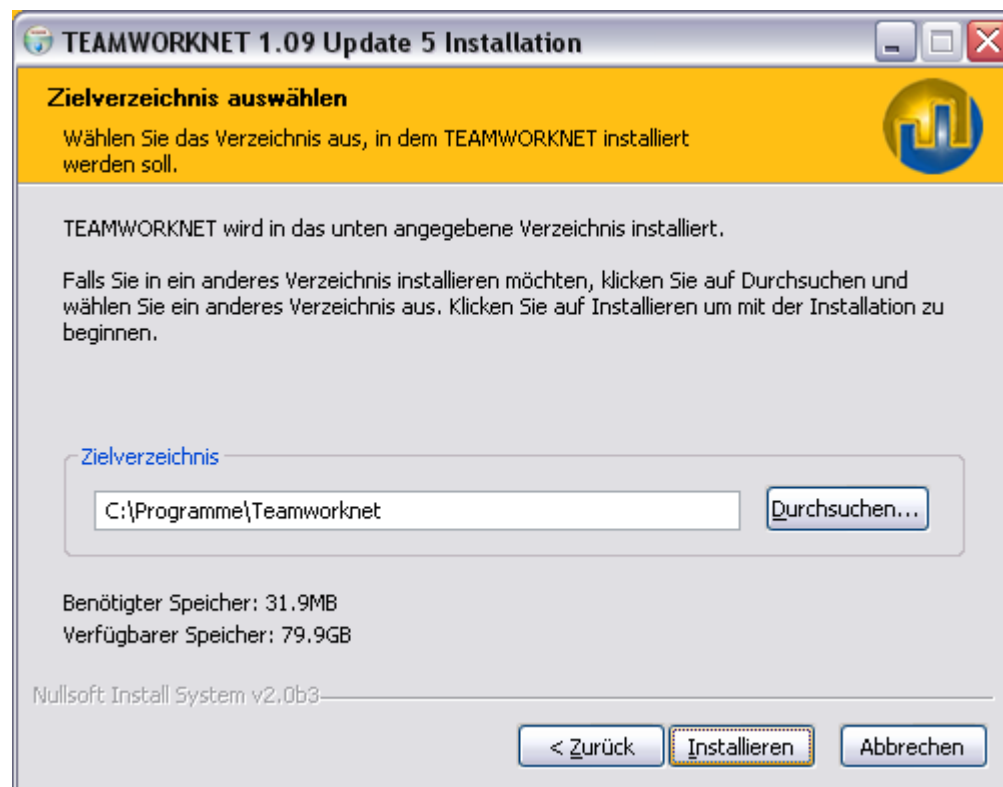 TEAMWORKNET 1.09 Update 5 Installation
Zielverzeichnis auswählen
Wählen Sie das Verzeichnis aus, in dem TEAMWORKNET installiert
werden soll.
TEAMWORKNET wird in das unten angegebene Verzeichnis installiert.
Falls Sie in ein anderes Verzeichnis installieren möchten, klicken Sie auf Durchsuchen und
wählen Sie ein anderes Verzeichnis aus. Klicken Sie auf Installieren um mit der Installation zu
beginnen.
Zielverzeichnis
C:\Programme\Teamworknet
Durchsuchen...
Benötigter Speicher: 31.9MB
Verfügbarer Speicher: 79.9GB
Nullsoft Install System v2.0b3
< Zurück
Installieren
Abbrechen